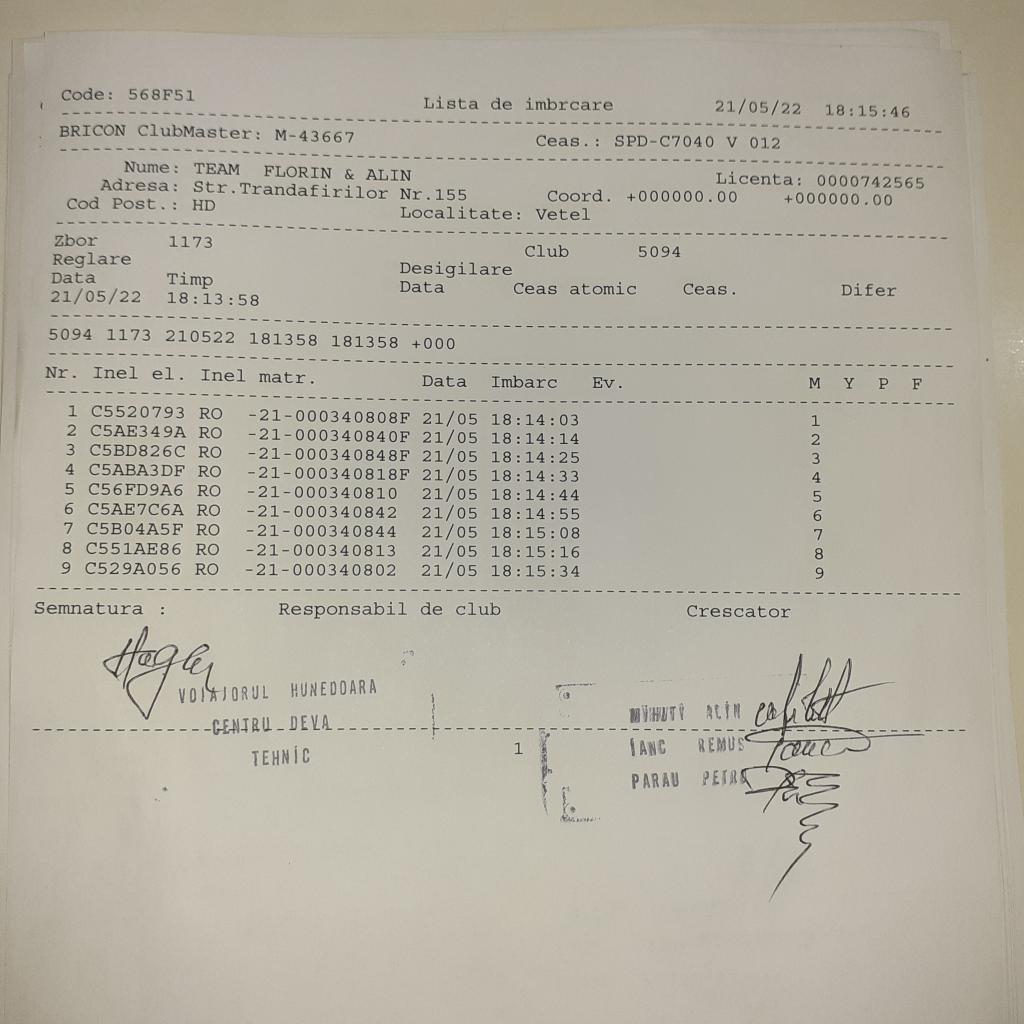 Code: 568F51 Lista de imbrcare 21/05/22 18:15:46
BRICON ClubMaster: M-43667 Ceas.: SPD-C7040 V 012
Nume: TEAM FLORIN & ALIN Licenta: 0000742565
Adresa: Str.Trandafirilor Nr.155 Coord. +000000.00 +000000.00
Cod Post.: HD Localitate: Vetel
Zbor 1173 Club 5094
Reglare Desigilare
Data Timp Data Ceas atomic Ceas. Difer
21/05/22 18:13:58
5094 1173 210522 181358 181358 +000
Nr. Inel el. Inel matr. Data Imbarc Ev. M Y P F
1 C5520793 RO -21-000340808F 21/05 18:14:03 1
2 C5AE349A RO -21-000340840F 21/05 18:14:14 2
3 C5BD826C RO -21-000340848F 21/05 18:14:25 3
4 C5ABA3DF RO -21-000340818F 21/05 18:14:33 4
5 C56FD9A6 RO -21-000340810 21/05 18:14:44 5
6 C5AE7C6A RO -21-000340842 21/05 18:14:55 6
7 C5B04A5F RO -21-000340844 21/05 18:15:08 7
8 C551AE86 RO -21-000340813 21/05 18:15:16 8
9 C529A056 RO -21-000340802 21/05 18:15:34 9
Semnatura : Responsabil de club Crescator
VOIAJORUL HUNEDOARA
CENTRU DEVA
TEHNIC
1
ALIN
IANC REMUS
PARAU PETRU